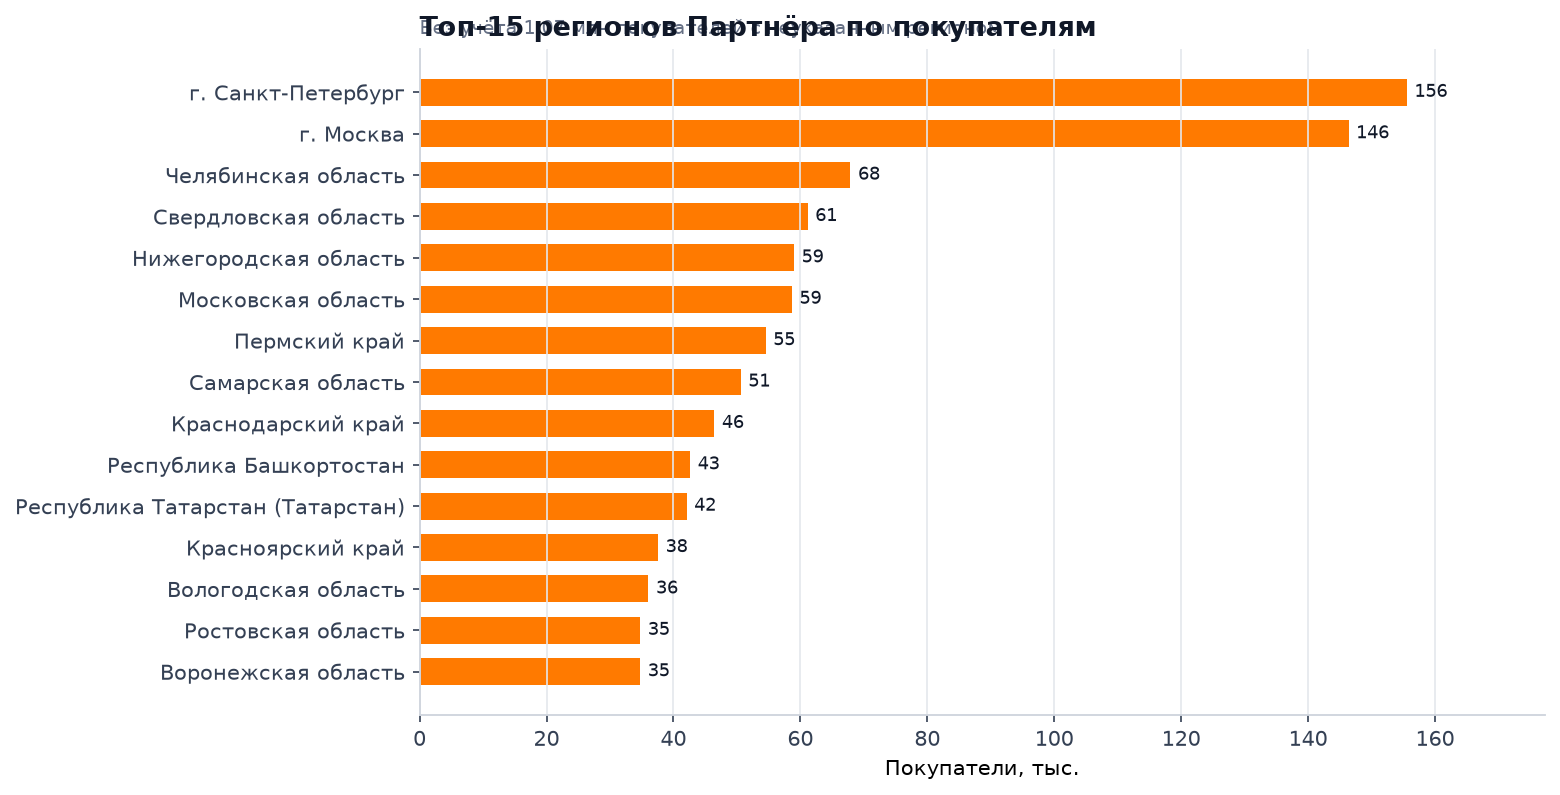 Топ-15 регионов Партнёра по покупателям
г. Санкт-Петербург 156
г. Москва 146
Челябинская область 68
Свердловская область 61
Нижегородская область 59
Московская область 59
Пермский край 55
Самарская область 51
Краснодарский край 46
Республика Башкортостан 43
Республика Татарстан (Татарстан) 42
Красноярский край 38
Вологодская область 36
Ростовская область 35
Воронежская область 35
0 20 40 60 80 100 120 140 160
Покупатели, тыс.